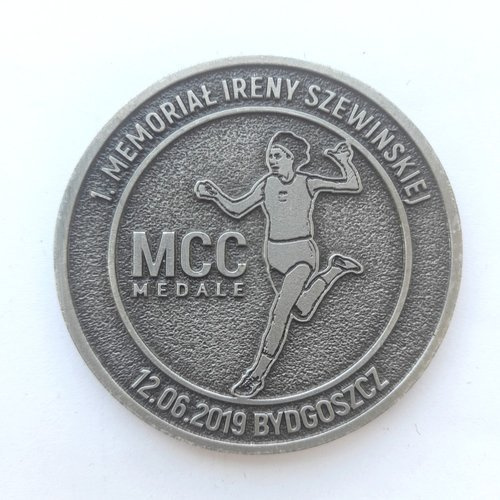 1. MEMORIAŁ IRENY SZEWIŃSKIEJ
MCC
MEDALE
12.06.2019 BYDGOSZCZ